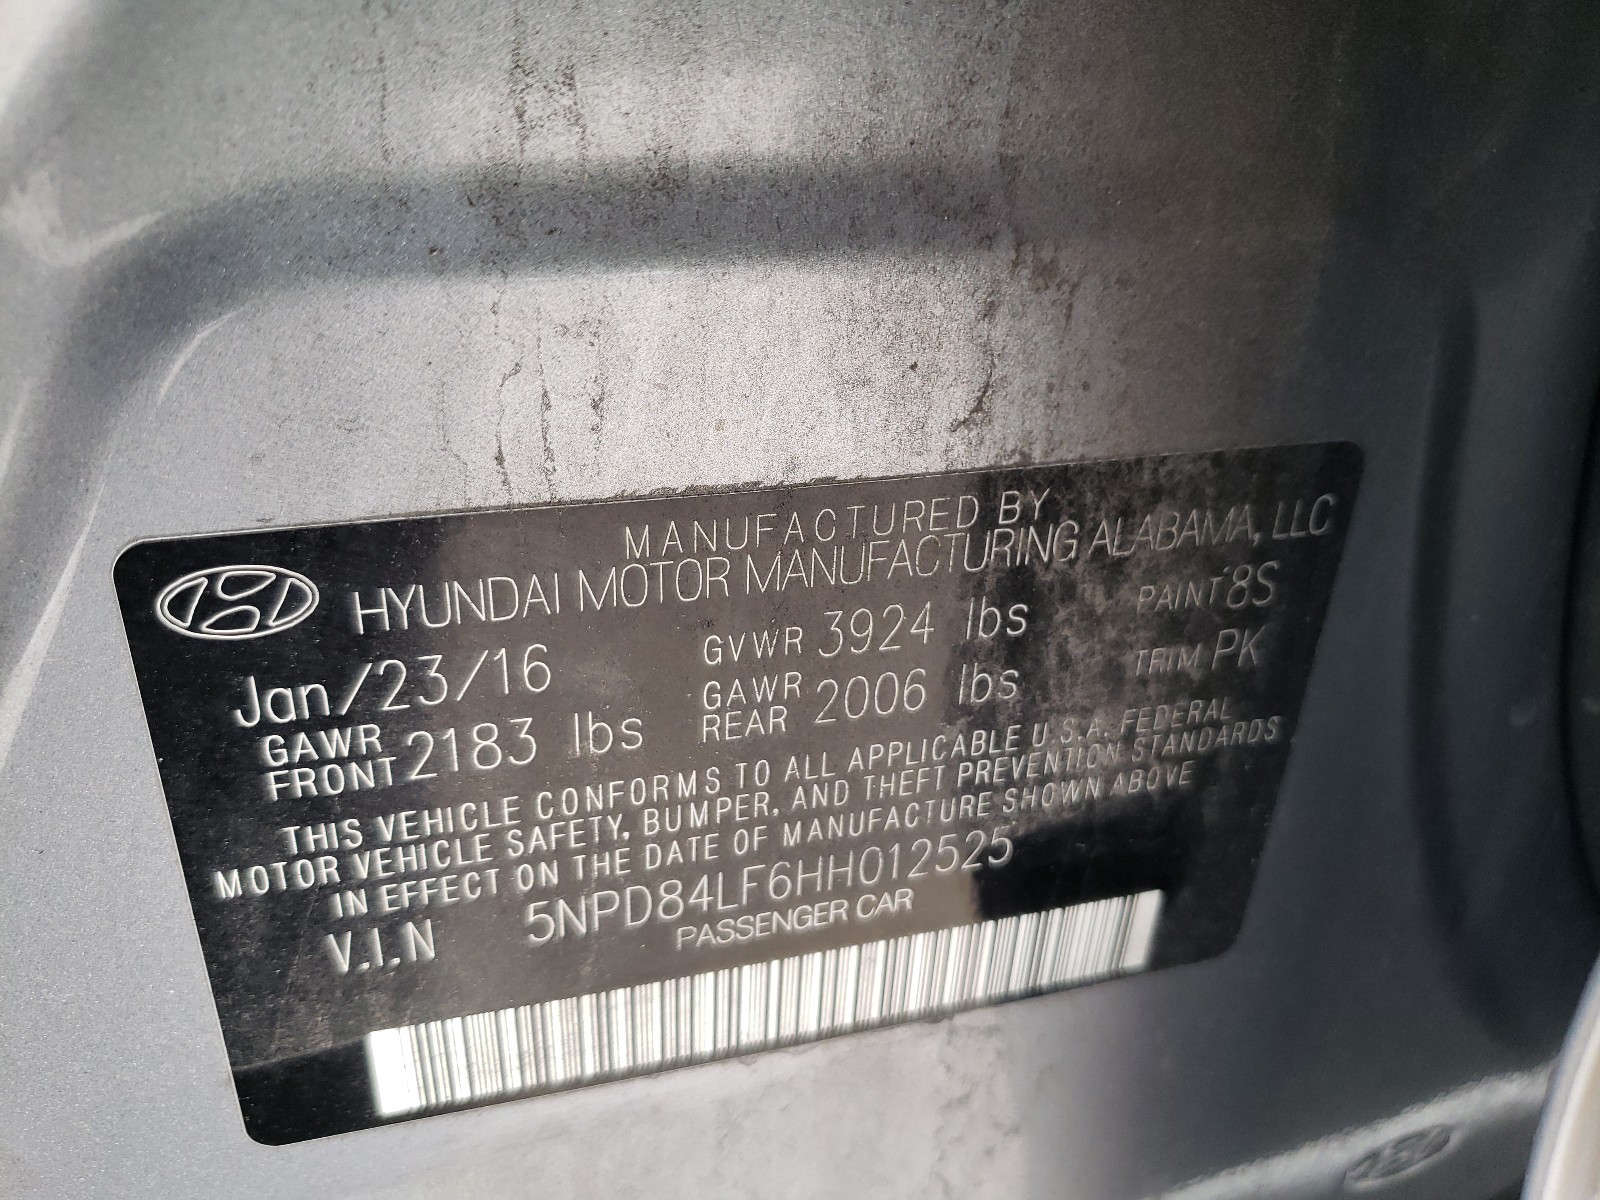 MANUFACTURED BY
HYUNDAI MOTOR MANUFACTURING ALABAMA, LLC
Jan/23/16 GVWR 3924 lbs PAINT 8S
GAWR FRONT 2183 lbs GAWR REAR 2006 lbs TRIM PK
THIS VEHICLE CONFORMS TO ALL APPLICABLE U.S.A. FEDERAL
MOTOR VEHICLE SAFETY, BUMPER, AND THEFT PREVENTION STANDARDS
IN EFFECT ON THE DATE OF MANUFACTURE SHOWN ABOVE
V.I.N 5NPD84LF6HH012525
PASSENGER CAR